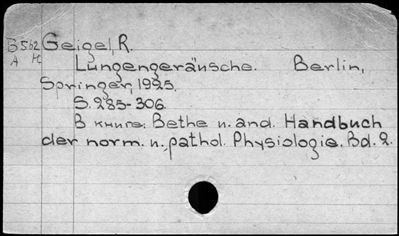 B 562 Geigel, R.
A M
Lungengeräusche. Berlin,
Springer, 1925.
S. 285-306.
В книге: Bethe u. and. Handbuch
der norm. u. pathol. Physiologie. Bd. 2.